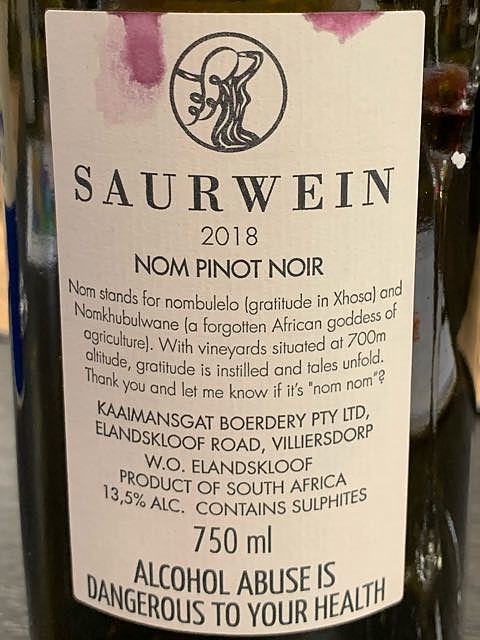 SAURWEIN
2018
NOM PINOT NOIR
Nom stands for nombulelo (gratitude in Xhosa) and
Nomkhubulwane (a forgotten African goddess of
agriculture). With vineyards situated at 700m
altitude, gratitude is instilled and tales unfold.
Thank you and let me know if it's "nom nom"?
KAAIMANSGAT BOERDERY PTY LTD,
ELANDSKLOOF ROAD, VILLIERSDORP
W.O. ELANDSKLOOF
PRODUCT OF SOUTH AFRICA
13,5% ALC. CONTAINS SULPHITES
750 ml
ALCOHOL ABUSE IS
DANGEROUS TO YOUR HEALTH